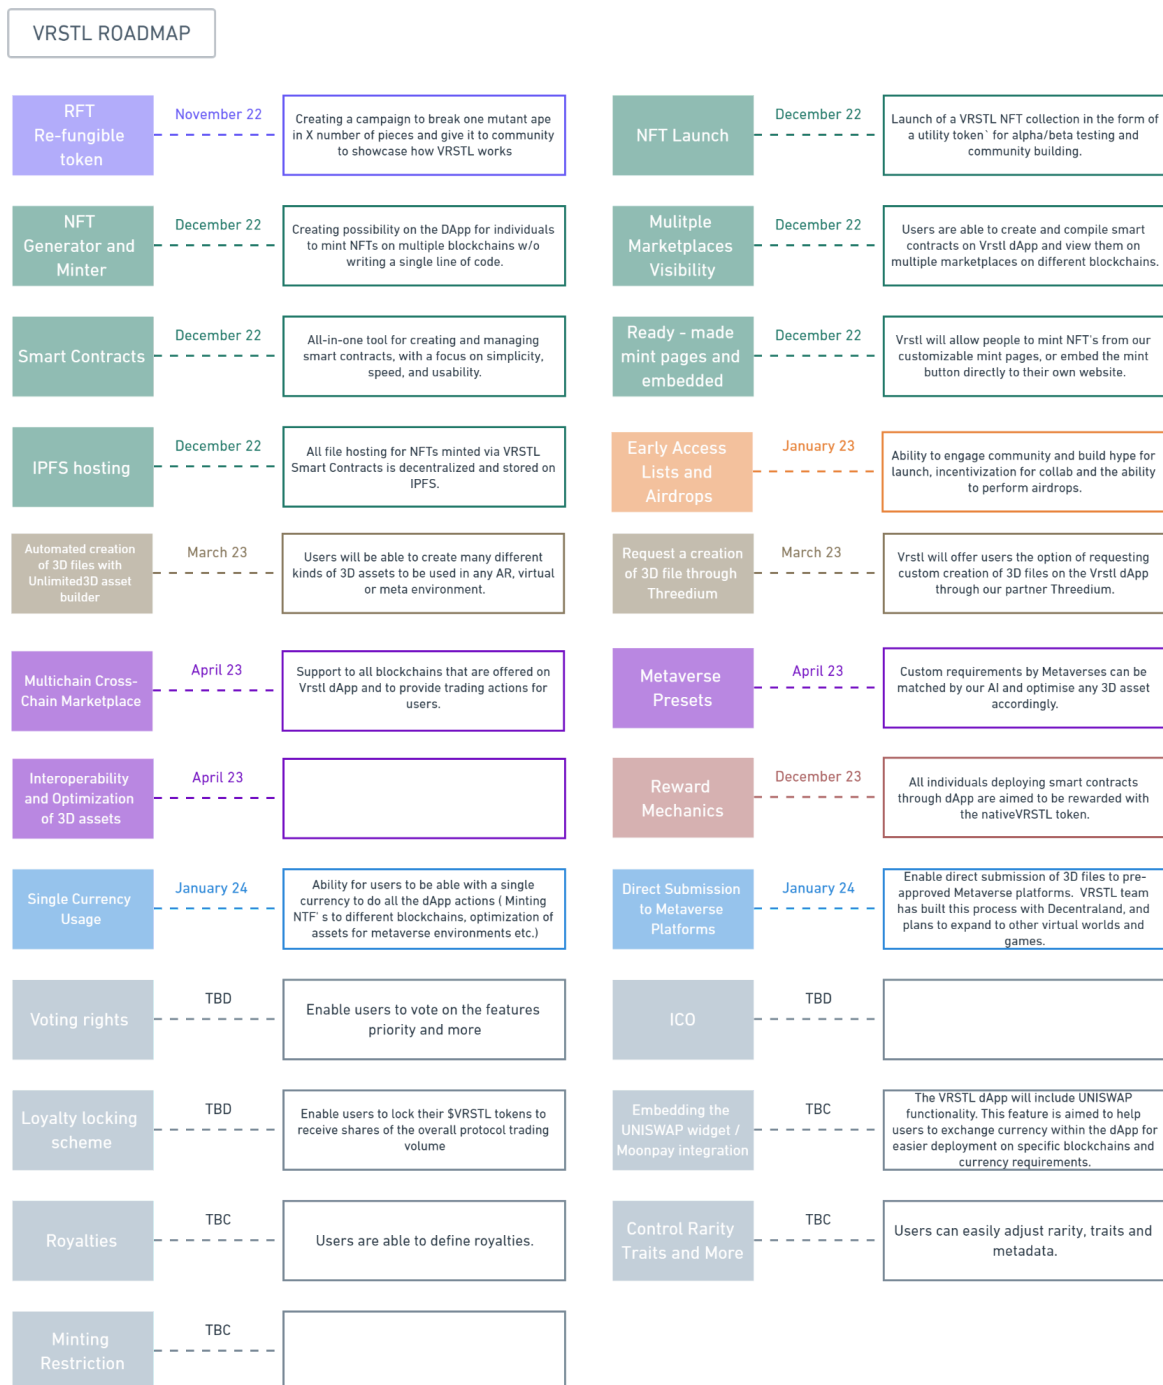 VRSTL ROADMAP
RFT
Re-fungible
token
November 22
Creating a campaign to break one mutant ape
in X number of pieces and give it to community
to showcase how VRSTL works
NFT Launch
December 22
Launch of a VRSTL NFT collection in the form of
a utility token` for alpha/beta testing and
community building.
NFT
Generator and
Minter
December 22
Creating possibility on the DApp for individuals
to mint NFTs on multiple blockchains w/o
writing a single line of code.
Mulitple
Marketplaces
Visibility
December 22
Users are able to create and compile smart
contracts on Vrstl dApp and view them on
multiple marketplaces on different blockchains.
Smart Contracts
December 22
All-in-one tool for creating and managing
smart contracts, with a focus on simplicity,
speed, and usability.
Ready - made
mint pages and
embedded
December 22
Vrstl will allow people to mint NFT's from our
customizable mint pages, or embed the mint
button directly to their own website.
IPFS hosting
December 22
All file hosting for NFTs minted via VRSTL
Smart Contracts is decentralized and stored on
IPFS.
Early Access
Lists and
Airdrops
January 23
Ability to engage community and build hype for
launch, incentivization for collab and the ability
to perform airdrops.
Automated creation
of 3D files with
Unlimited3D asset
builder
March 23
Users will be able to create many different
kinds of 3D assets to be used in any AR, virtual
or meta environment.
Request a creation
of 3D file through
Threedium
March 23
Vrstl will offer users the option of requesting
custom creation of 3D files on the Vrstl dApp
through our partner Threedium.
Multichain Cross-
Chain Marketplace
April 23
Support to all blockchains that are offered on
Vrstl dApp and to provide trading actions for
users.
Metaverse
Presets
April 23
Custom requirements by Metaverses can be
matched by our AI and optimise any 3D asset
accordingly.
Interoperability
and Optimization
of 3D assets
April 23
Reward
Mechanics
December 23
All individuals deploying smart contracts
through dApp are aimed to be rewarded with
the nativeVRSTL token.
Single Currency
Usage
January 24
Ability for users to be able with a single
currency to do all the dApp actions ( Minting
NTF' s to different blockchains, optimization of
assets for metaverse environments etc.)
Direct Submission
to Metaverse
Platforms
January 24
Enable direct submission of 3D files to pre-
approved Metaverse platforms. VRSTL team
has built this process with Decentraland, and
plans to expand to other virtual worlds and
games.
Voting rights
TBD
Enable users to vote on the features
priority and more
ICO
TBD
Loyalty locking
scheme
TBD
Enable users to lock their $VRSTL tokens to
receive shares of the overall protocol trading
volume
Embedding the
UNISWAP widget /
Moonpay integration
TBC
The VRSTL dApp will include UNISWAP
functionality. This feature is aimed to help
users to exchange currency within the dApp for
easier deployment on specific blockchains and
currency requirements.
Royalties
TBC
Users are able to define royalties.
Control Rarity
Traits and More
TBC
Users can easily adjust rarity, traits and
metadata.
Minting
Restriction
TBC